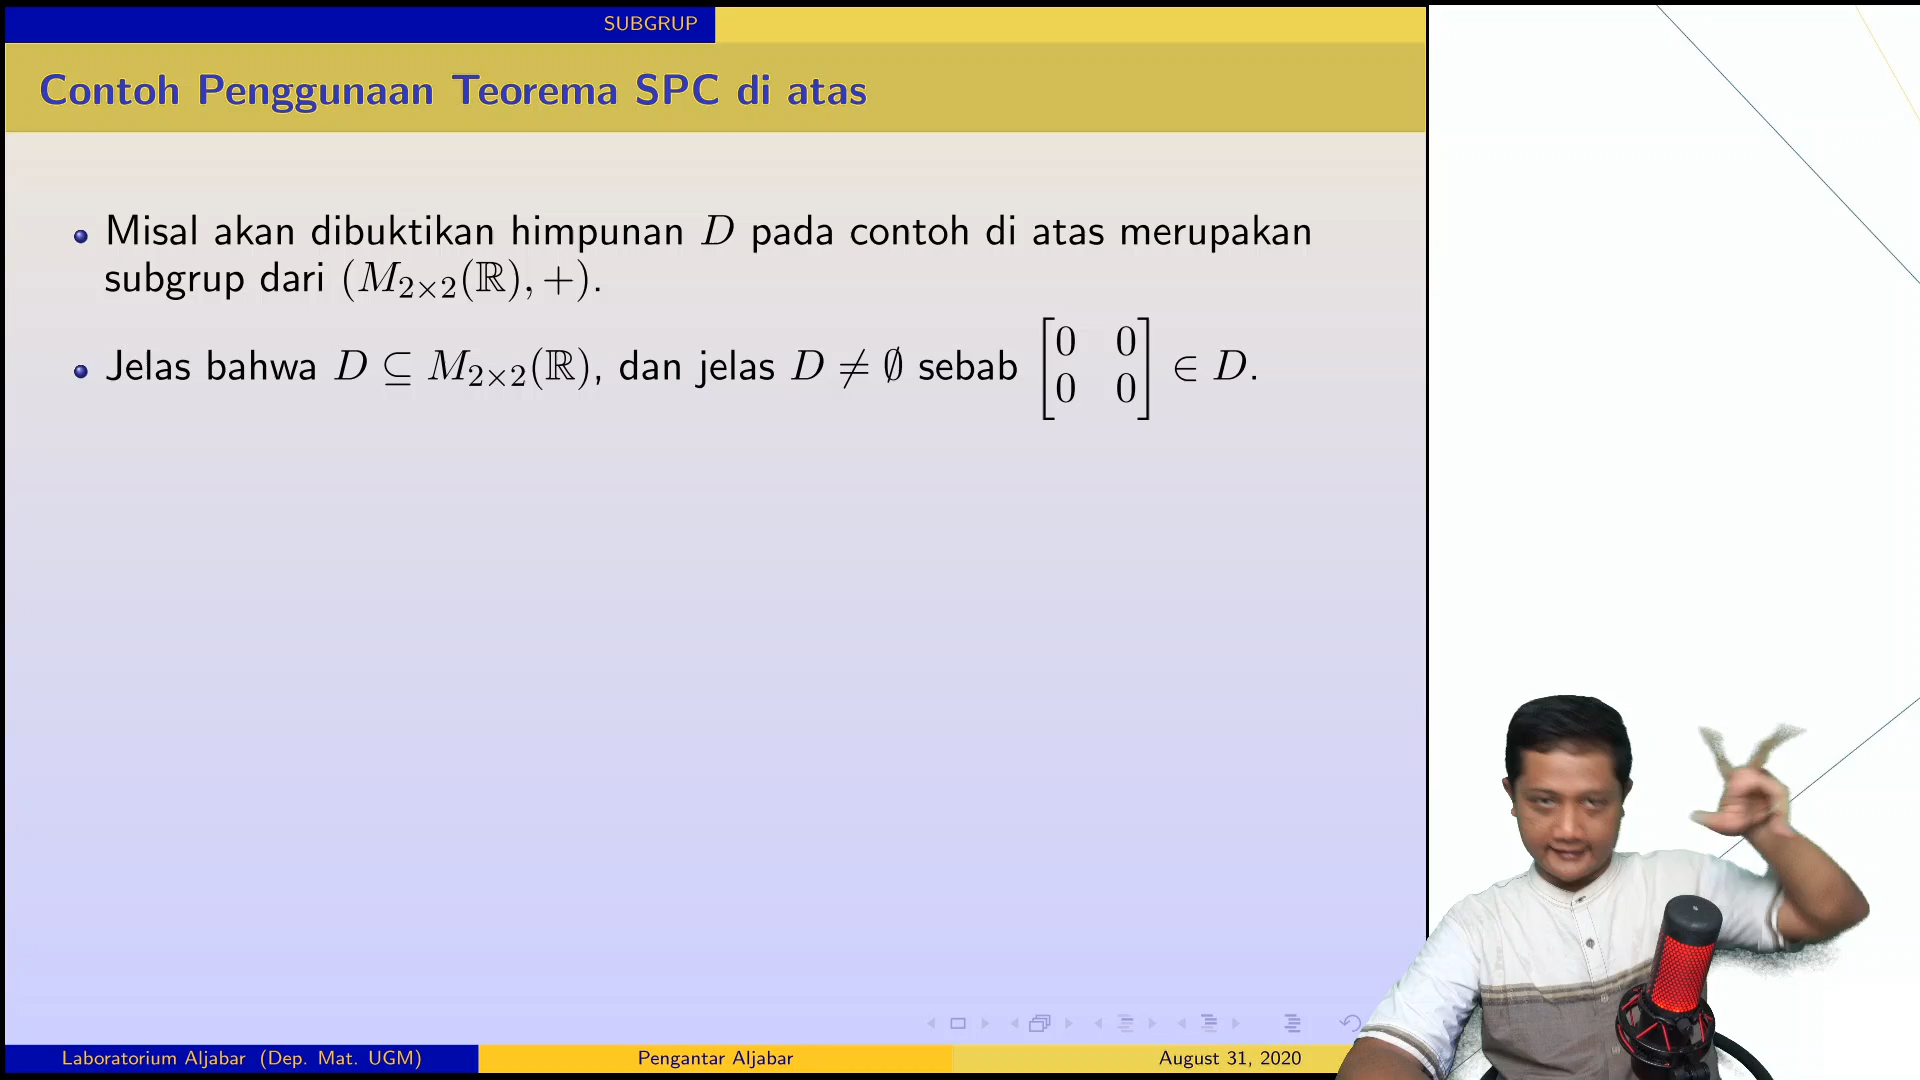 SUBGRUP
Contoh Penggunaan Teorema SPC di atas
Misal akan dibuktikan himpunan D pada contoh di atas merupakan
subgrup dari (M₂×₂(ℝ), +).
Jelas bahwa D ⊆ M₂×₂(ℝ), dan jelas D ≠ ∅ sebab [0 0; 0 0] ∈ D.
Laboratorium Aljabar (Dep. Mat. UGM) Pengantar Aljabar August 31, 2020